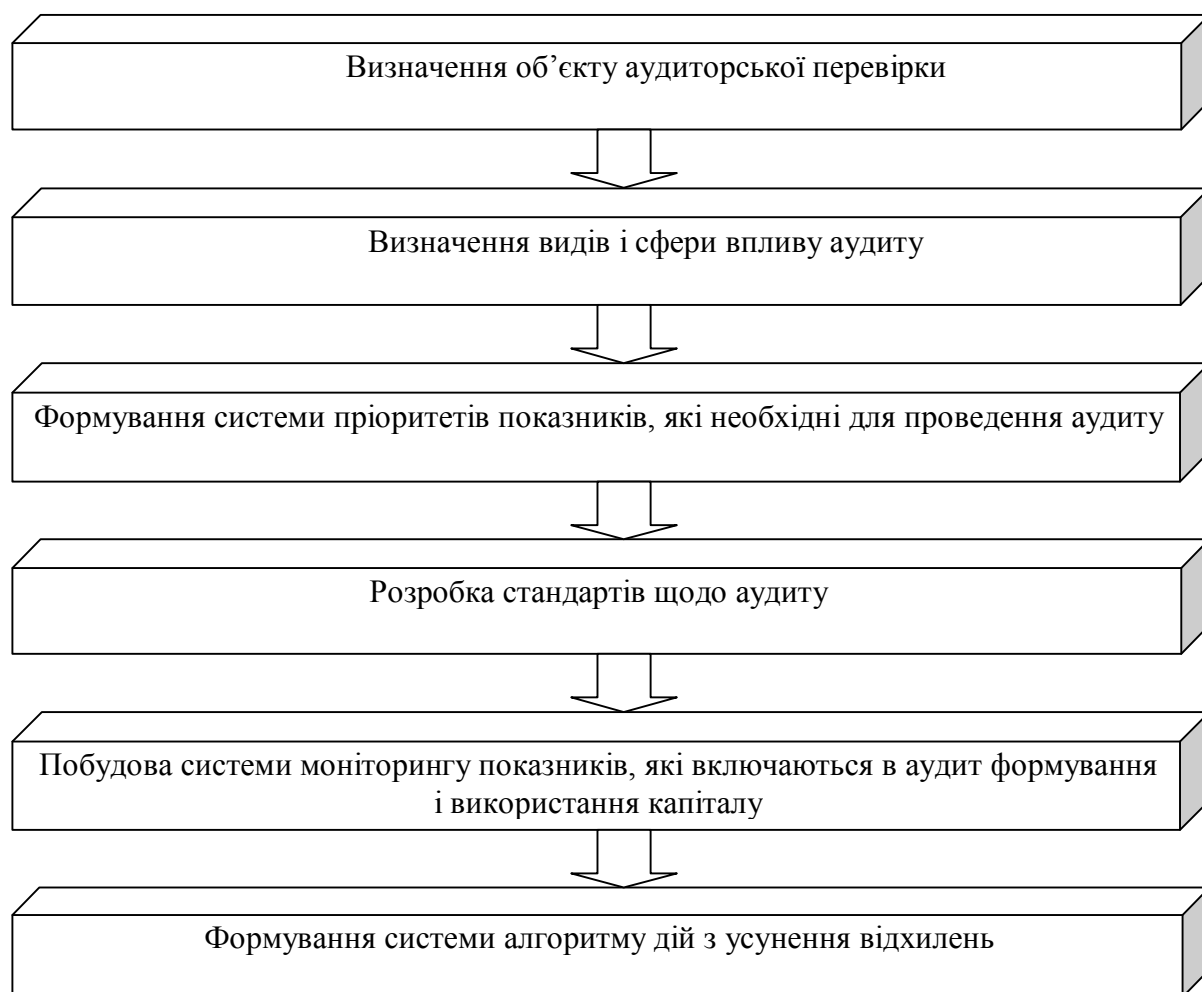 Визначення об’єкту аудиторської перевірки
Визначення видів і сфери впливу аудиту
Формування системи пріоритетів показників, які необхідні для проведення аудиту
Розробка стандартів щодо аудиту
Побудова системи моніторингу показників, які включаються в аудит формування
і використання капіталу
Формування системи алгоритму дій з усунення відхилень